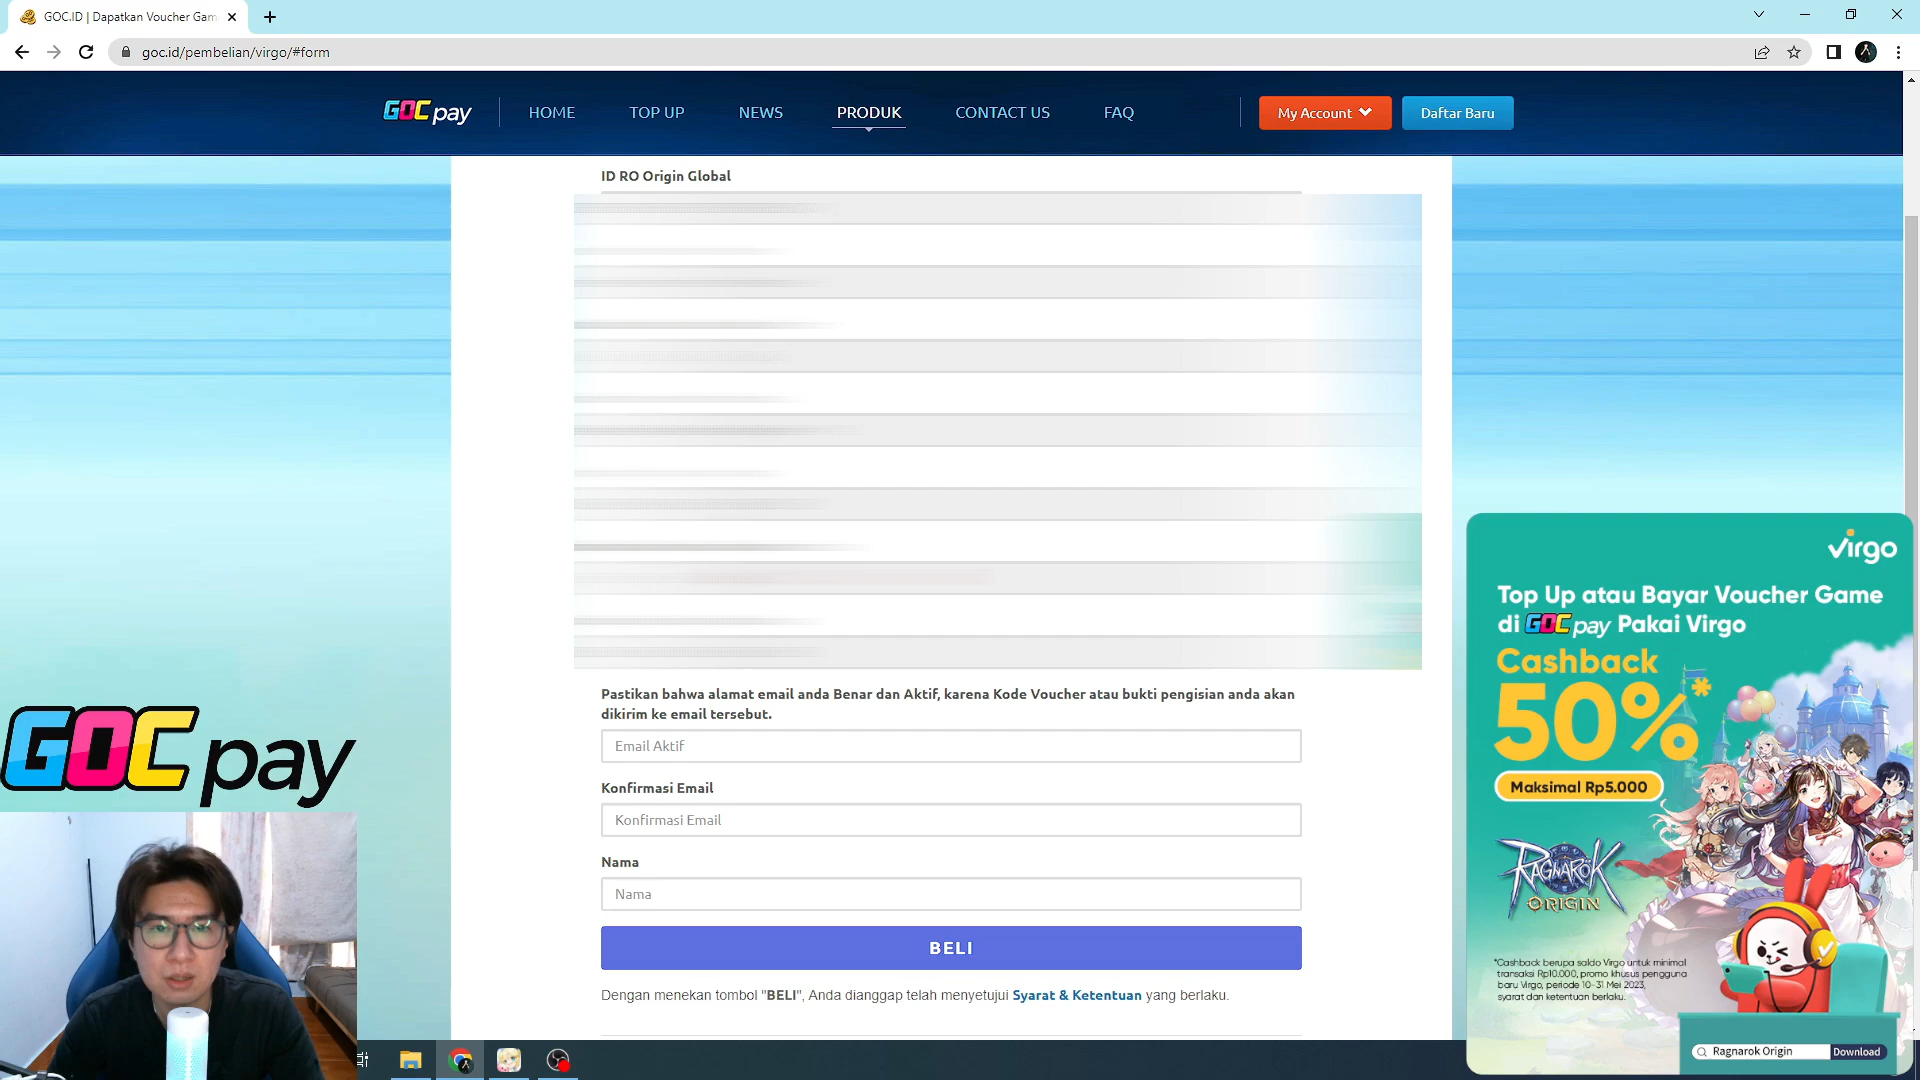 GOC.ID | Dapatkan Voucher Gam
goc.id/pembelian/virgo/#form
GOC pay
HOME
TOP UP
NEWS
PRODUK
CONTACT US
FAQ
My Account
Daftar Baru
ID RO Origin Global
Pastikan bahwa alamat email anda Benar dan Aktif, karena Kode Voucher atau bukti pengisian anda akan
dikirim ke email tersebut.
Email Aktif
Konfirmasi Email
Konfirmasi Email
Nama
Nama
BELI
Dengan menekan tombol "BELI", Anda dianggap telah menyetujui Syarat & Ketentuan yang berlaku.
GOC pay
virgo
Top Up atau Bayar Voucher Game
di GOC pay Pakai Virgo
Cashback
50%*
Maksimal Rp5.000
RAGNAROK
ORIGIN
*Cashback berupa saldo Virgo untuk minimal
transaksi Rp10.000, promo khusus pengguna
baru Virgo, periode 10-31 Mei 2023,
syarat dan ketentuan berlaku.
Ragnarok Origin
Download